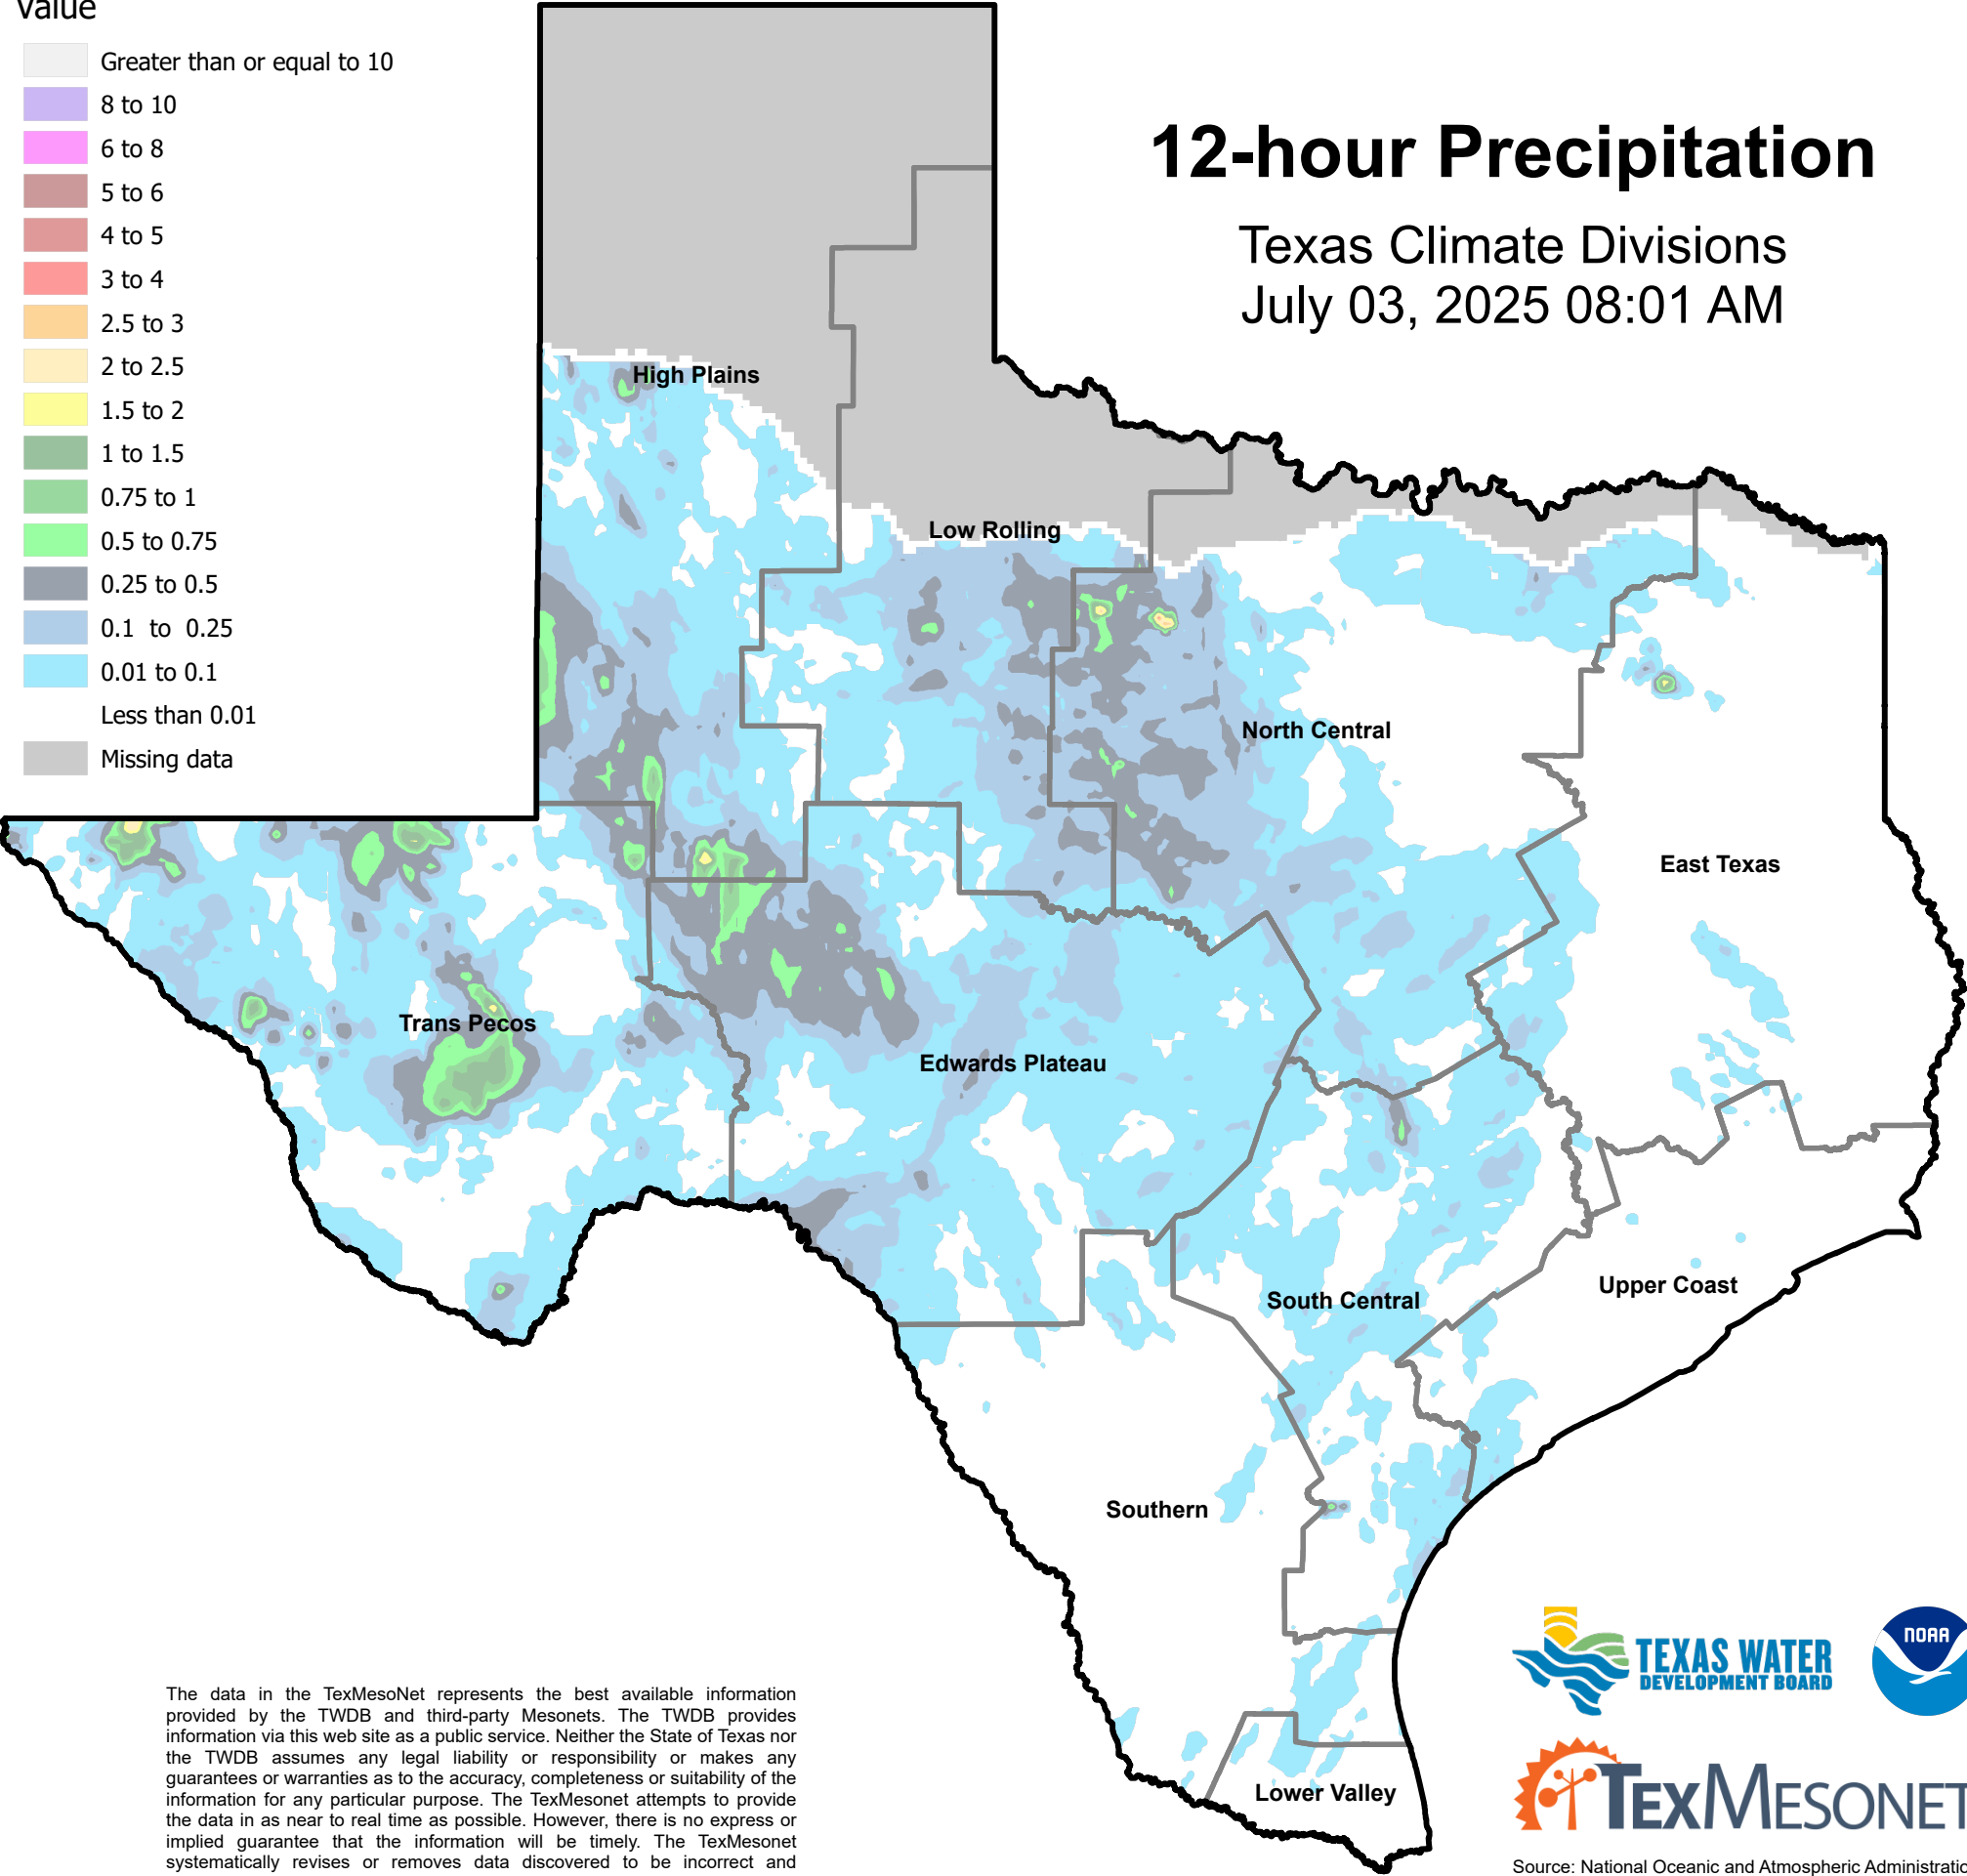 Value
Greater than or equal to 10
8 to 10
6 to 8
5 to 6
4 to 5
3 to 4
2.5 to 3
2 to 2.5
1.5 to 2
1 to 1.5
0.75 to 1
0.5 to 0.75
0.25 to 0.5
0.1 to 0.25
0.01 to 0.1
Less than 0.01
Missing data
12-hour Precipitation
Texas Climate Divisions
July 03, 2025 08:01 AM
High Plains
Low Rolling
North Central
East Texas
Trans Pecos
Edwards Plateau
Upper Coast
South Central
Southern
Lower Valley
The data in the TexMesoNet represents the best available information
provided by the TWDB and third-party Mesonets. The TWDB provides
information via this web site as a public service. Neither the State of Texas nor
the TWDB assumes any legal liability or responsibility or makes any
guarantees or warranties as to the accuracy, completeness or suitability of the
information for any particular purpose. The TexMesonet attempts to provide
the data in as near to real time as possible. However, there is no express or
implied guarantee that the information will be timely. The TexMesonet
systematically revises or removes data discovered to be incorrect and
TEXAS WATER
DEVELOPMENT BOARD
NOAA
TEXMESONET
Source: National Oceanic and Atmospheric Administratio